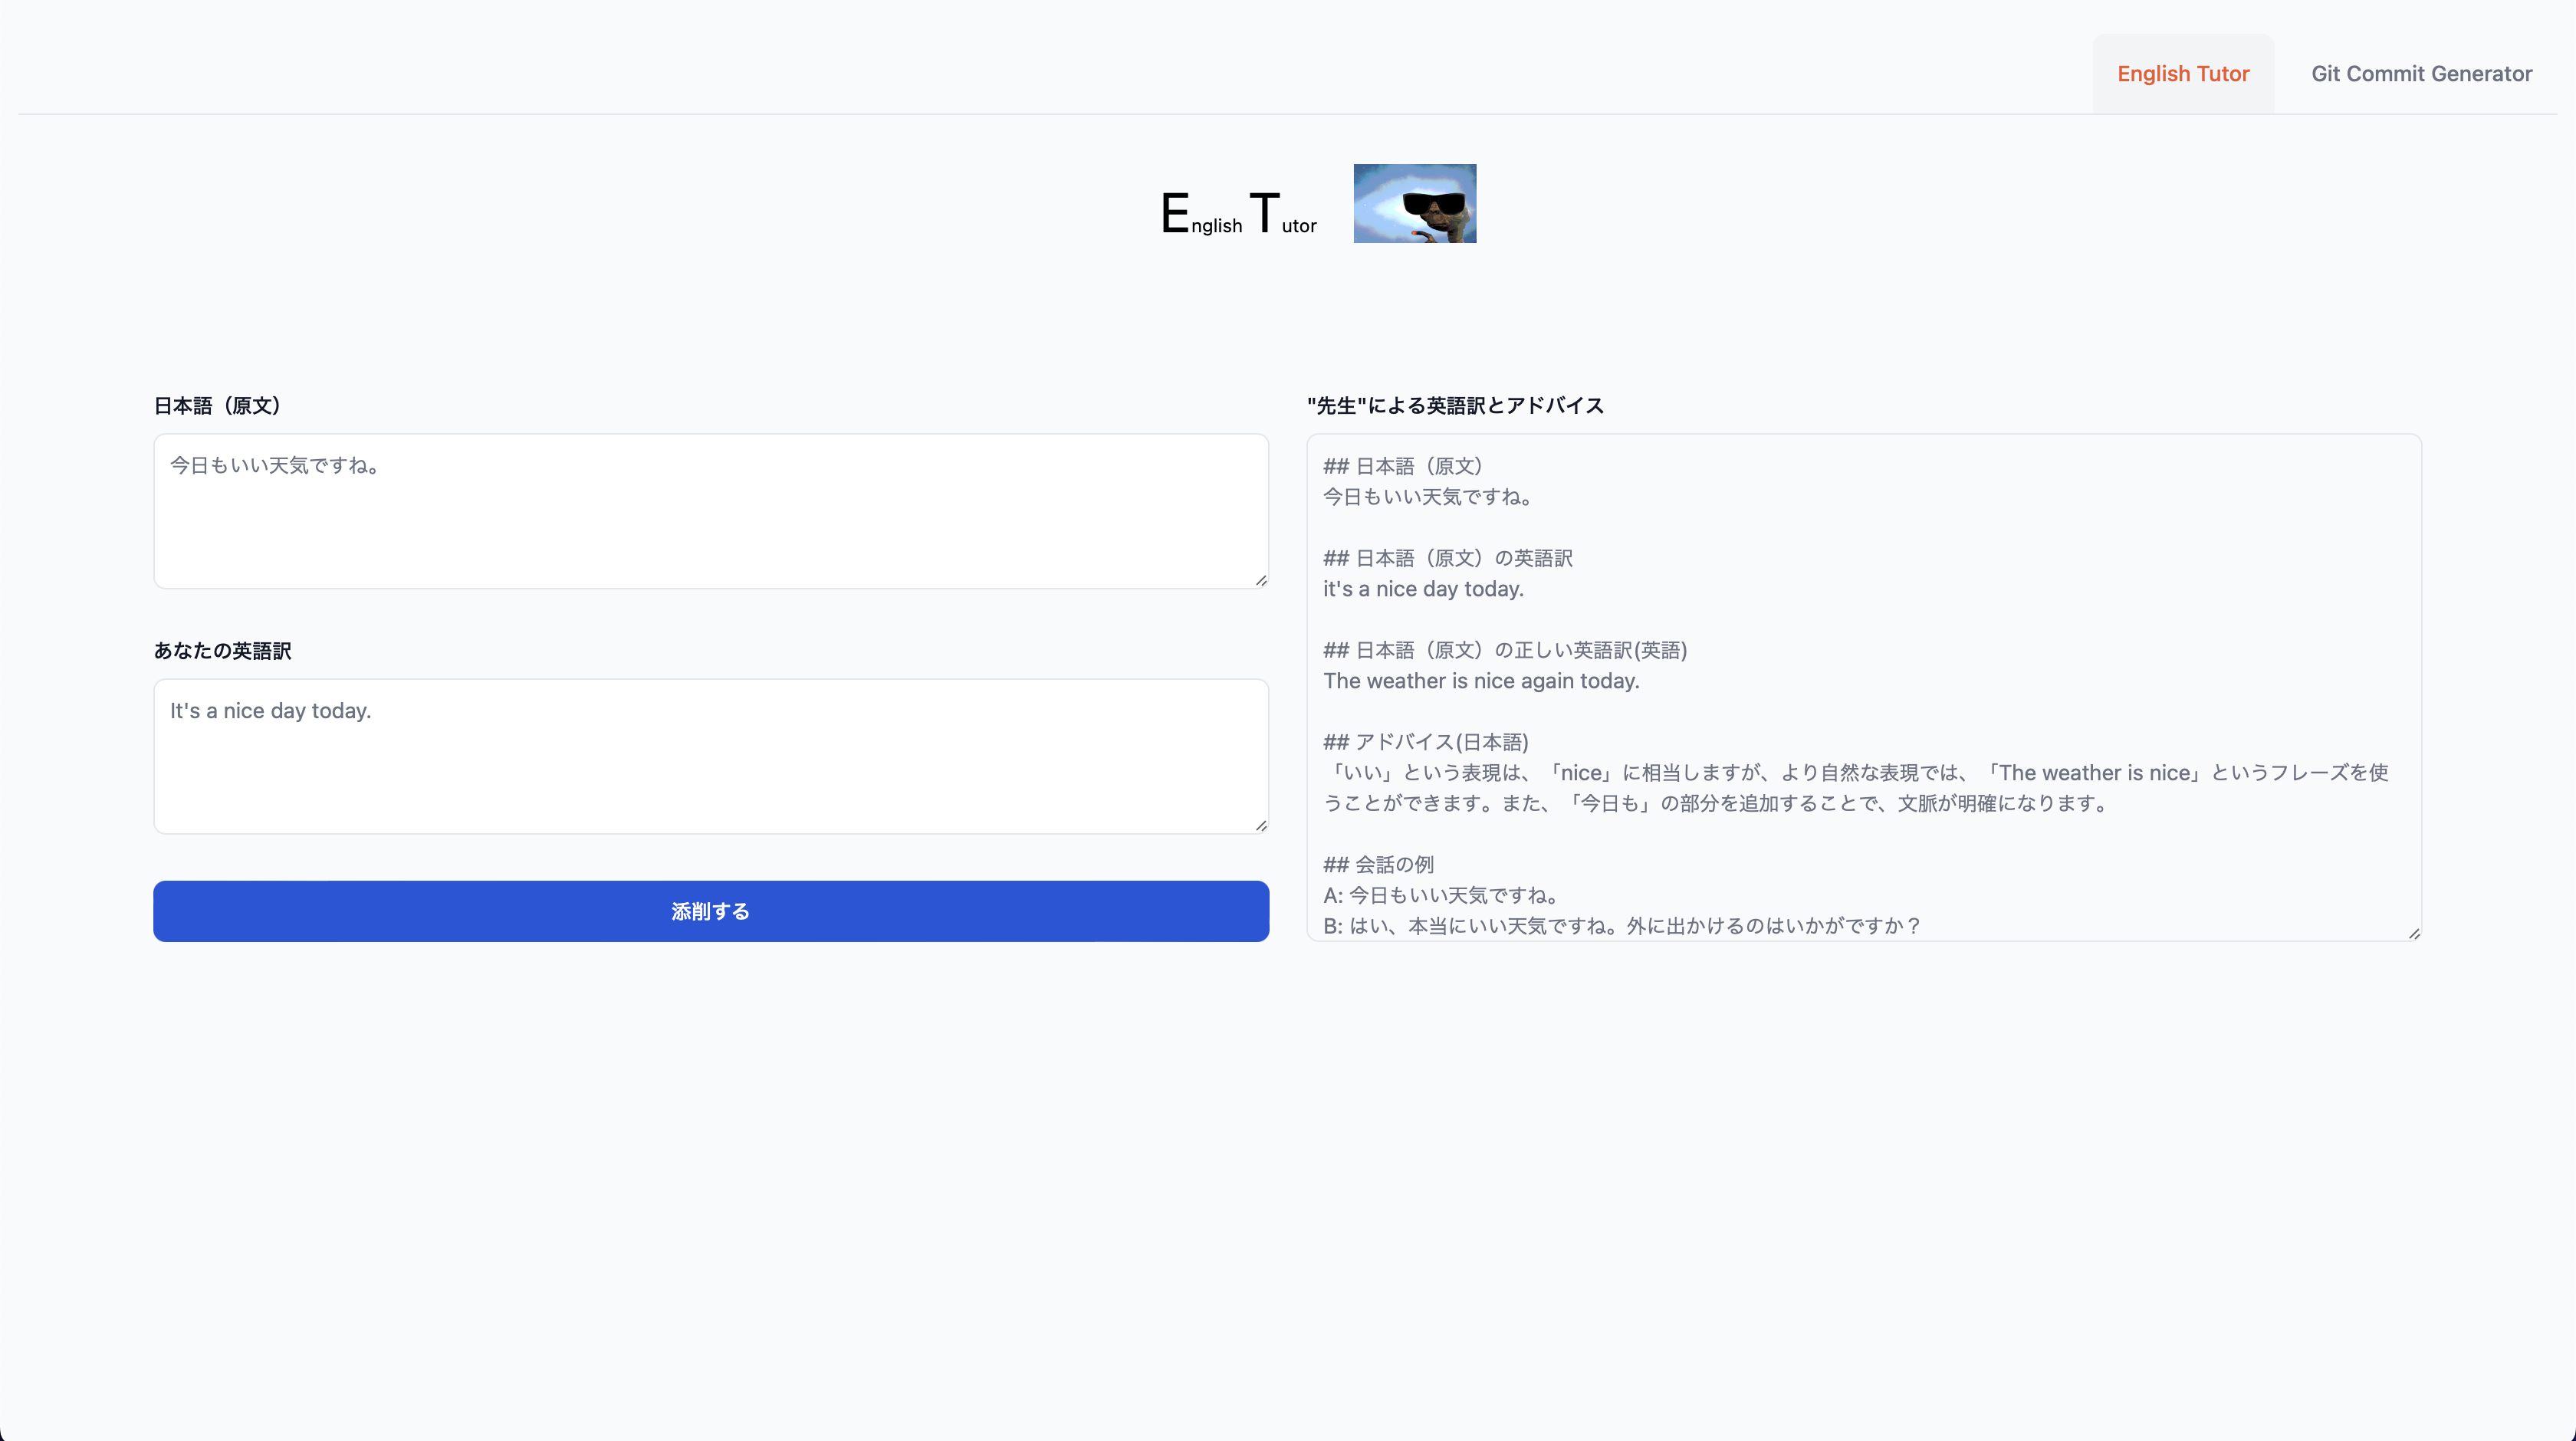 English Tutor
Git Commit Generator
English Tutor
日本語（原文）
今日もいい天気ですね。
あなたの英語訳
It's a nice day today.
添削する
"先生"による英語訳とアドバイス
## 日本語（原文）
今日もいい天気ですね。
## 日本語（原文）の英語訳
it's a nice day today.
## 日本語（原文）の正しい英語訳(英語)
The weather is nice again today.
## アドバイス(日本語)
「いい」という表現は、「nice」に相当しますが、より自然な表現では、「The weather is nice」というフレーズを使
うことができます。また、「今日も」の部分を追加することで、文脈が明確になります。
## 会話の例
A: 今日もいい天気ですね。
B: はい、本当にいい天気ですね。外に出かけるのはいかがですか？